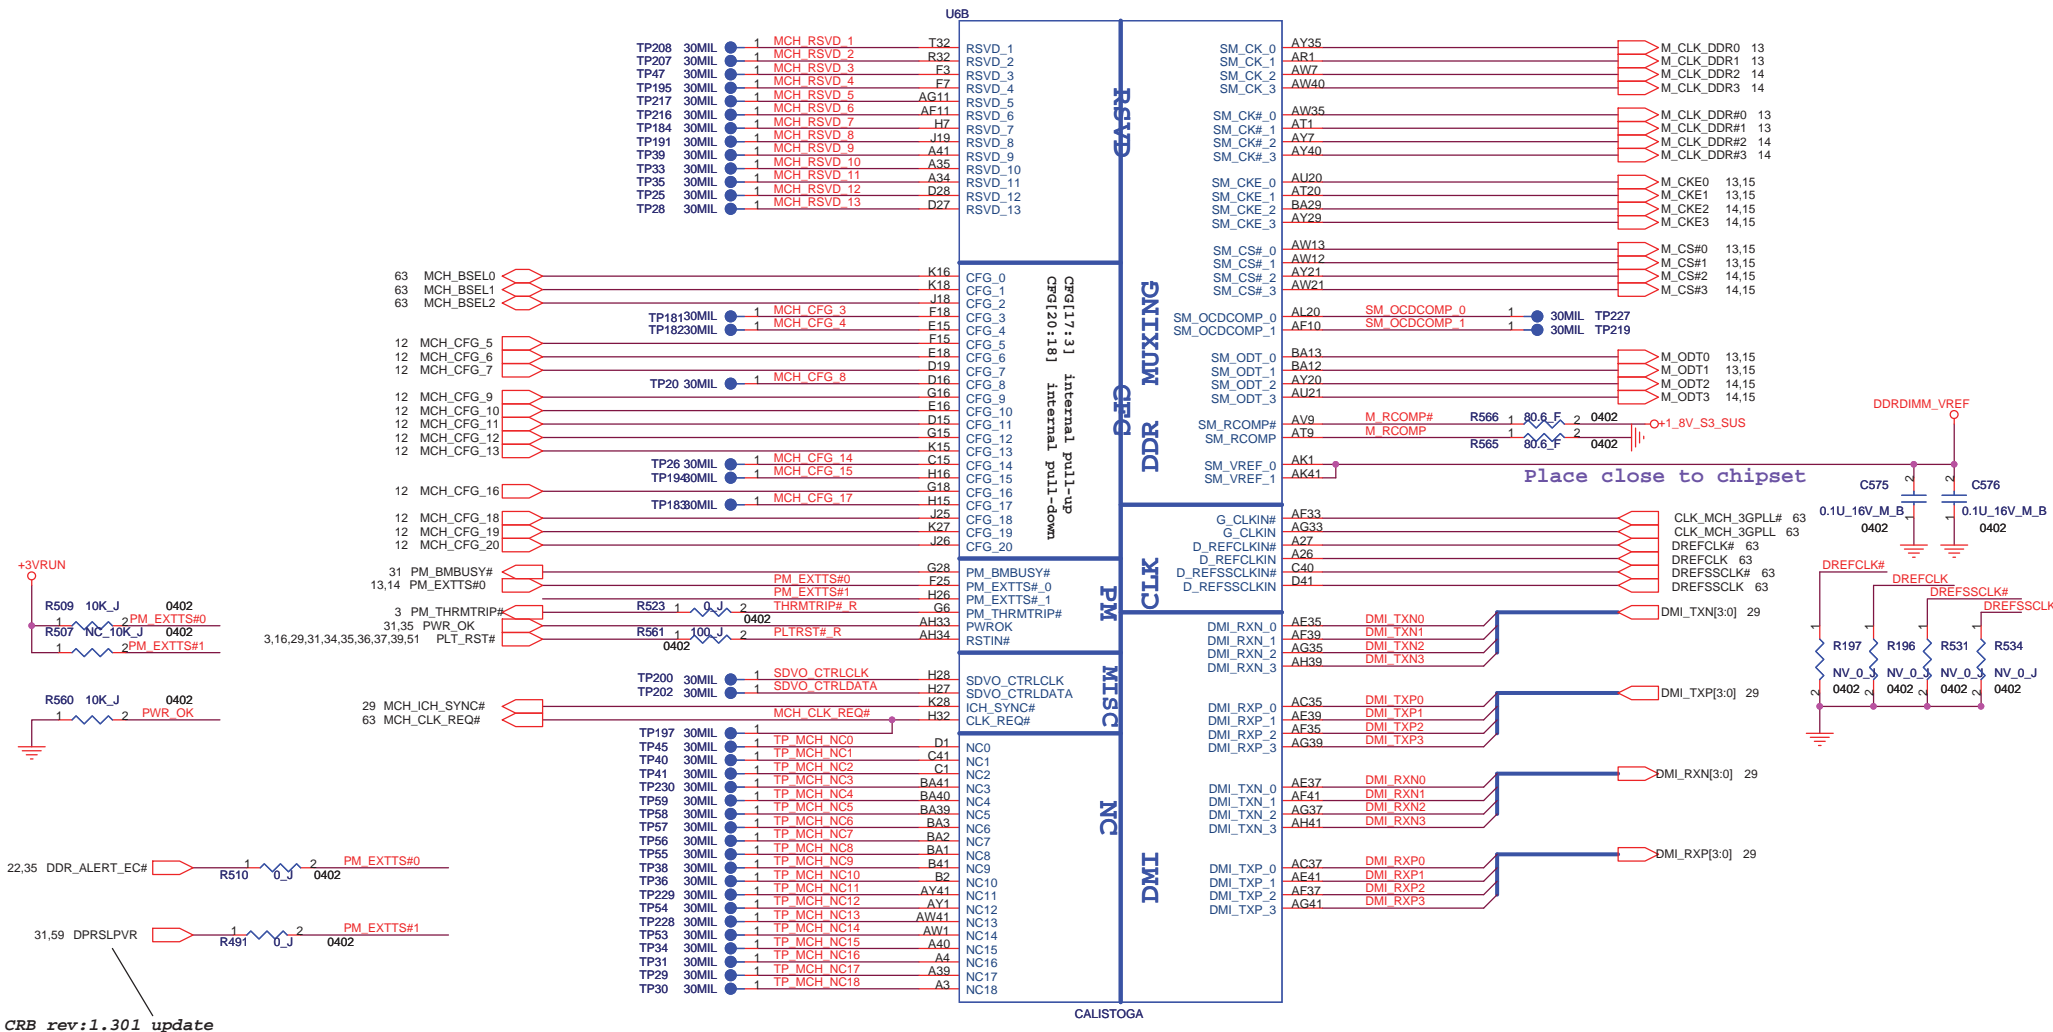 U6B
TP208 30MIL 1 MCH_RSVD_1 T32 RSVD_1
TP207 30MIL 1 MCH_RSVD_2 R32 RSVD_2
TP47 30MIL 1 MCH_RSVD_3 F3 RSVD_3
TP195 30MIL 1 MCH_RSVD_4 F7 RSVD_4
TP217 30MIL 1 MCH_RSVD_5 AG11 RSVD_5
TP216 30MIL 1 MCH_RSVD_6 AF11 RSVD_6
TP184 30MIL 1 MCH_RSVD_7 H7 RSVD_7
TP191 30MIL 1 MCH_RSVD_8 J19 RSVD_8
TP39 30MIL 1 MCH_RSVD_9 A41 RSVD_9
TP33 30MIL 1 MCH_RSVD_10 A35 RSVD_10
TP35 30MIL 1 MCH_RSVD_11 A34 RSVD_11
TP25 30MIL 1 MCH_RSVD_12 D28 RSVD_12
TP28 30MIL 1 MCH_RSVD_13 D27 RSVD_13
RSVD
63 MCH_BSEL0 K16 CFG_0
63 MCH_BSEL1 K18 CFG_1
63 MCH_BSEL2 J18 CFG_2
TP181 30MIL 1 MCH_CFG_3 F18 CFG_3
TP182 30MIL 1 MCH_CFG_4 E15 CFG_4
12 MCH_CFG_5 F15 CFG_5
12 MCH_CFG_6 E18 CFG_6
12 MCH_CFG_7 D19 CFG_7
TP20 30MIL 1 MCH_CFG_8 D16 CFG_8
12 MCH_CFG_9 G16 CFG_9
12 MCH_CFG_10 E16 CFG_10
12 MCH_CFG_11 D15 CFG_11
12 MCH_CFG_12 G15 CFG_12
12 MCH_CFG_13 K15 CFG_13
TP26 30MIL 1 MCH_CFG_14 C15 CFG_14
TP194 30MIL 1 MCH_CFG_15 H16 CFG_15
12 MCH_CFG_16 G18 CFG_16
TP183 30MIL 1 MCH_CFG_17 H15 CFG_17
12 MCH_CFG_18 J25 CFG_18
12 MCH_CFG_19 K27 CFG_19
12 MCH_CFG_20 J26 CFG_20
CFG[17:3] internal pull-up
CFG[20:18] internal pull-down
CFG
31 PM_BMBUSY# G28 PM_BMBUSY#
13,14 PM_EXTTS#0 PM_EXTTS#0 F25 PM_EXTTS#_0
PM_EXTTS#1 H26 PM_EXTTS#_1
3 PM_THRMTRIP# R523 1 0_J 2 0402 THRMTRIP#_R G6 PM_THRMTRIP#
31,35 PWR_OK AH33 PWROK
3,16,29,31,34,35,36,37,39,51 PLT_RST# R561 1 100_J 2 0402 PLTRST#_R AH34 RSTIN#
PM
TP200 30MIL 1 SDVO_CTRLCLK H28 SDVO_CTRLCLK
TP202 30MIL 1 SDVO_CTRLDATA H27 SDVO_CTRLDATA
29 MCH_ICH_SYNC# K28 ICH_SYNC#
63 MCH_CLK_REQ# MCH_CLK_REQ# H32 CLK_REQ#
MISC
TP197 30MIL 1
TP45 30MIL 1 TP_MCH_NC0 D1 NC0
TP40 30MIL 1 TP_MCH_NC1 C41 NC1
TP41 30MIL 1 TP_MCH_NC2 C1 NC2
TP230 30MIL 1 TP_MCH_NC3 BA41 NC3
TP59 30MIL 1 TP_MCH_NC4 BA40 NC4
TP58 30MIL 1 TP_MCH_NC5 BA39 NC5
TP57 30MIL 1 TP_MCH_NC6 BA3 NC6
TP56 30MIL 1 TP_MCH_NC7 BA2 NC7
TP55 30MIL 1 TP_MCH_NC8 BA1 NC8
TP38 30MIL 1 TP_MCH_NC9 B41 NC9
TP36 30MIL 1 TP_MCH_NC10 B2 NC10
TP229 30MIL 1 TP_MCH_NC11 AY41 NC11
TP54 30MIL 1 TP_MCH_NC12 AY1 NC12
TP228 30MIL 1 TP_MCH_NC13 AW41 NC13
TP53 30MIL 1 TP_MCH_NC14 AW1 NC14
TP34 30MIL 1 TP_MCH_NC15 A40 NC15
TP31 30MIL 1 TP_MCH_NC16 A4 NC16
TP29 30MIL 1 TP_MCH_NC17 A39 NC17
TP30 30MIL 1 TP_MCH_NC18 A3 NC18
NC
SM_CK_0 AY35 M_CLK_DDR0 13
SM_CK_1 AR1 M_CLK_DDR1 13
SM_CK_2 AW7 M_CLK_DDR2 14
SM_CK_3 AW40 M_CLK_DDR3 14
SM_CK#_0 AW35 M_CLK_DDR#0 13
SM_CK#_1 AT1 M_CLK_DDR#1 13
SM_CK#_2 AY7 M_CLK_DDR#2 14
SM_CK#_3 AY40 M_CLK_DDR#3 14
SM_CKE_0 AU20 M_CKE0 13,15
SM_CKE_1 AT20 M_CKE1 13,15
SM_CKE_2 BA29 M_CKE2 14,15
SM_CKE_3 AY29 M_CKE3 14,15
SM_CS#_0 AW13 M_CS#0 13,15
SM_CS#_1 AW12 M_CS#1 13,15
SM_CS#_2 AY21 M_CS#2 14,15
SM_CS#_3 AW21 M_CS#3 14,15
SM_OCDCOMP_0 AL20 SM_OCDCOMP_0 1 30MIL TP227
SM_OCDCOMP_1 AF10 SM_OCDCOMP_1 1 30MIL TP219
SM_ODT_0 BA13 M_ODT0 13,15
SM_ODT_1 BA12 M_ODT1 13,15
SM_ODT_2 AY20 M_ODT2 14,15
SM_ODT_3 AU21 M_ODT3 14,15
SM_RCOMP# AV9 M_RCOMP# R566 1 80.6_F 2 0402 +1_8V_S3_SUS
SM_RCOMP AT9 M_RCOMP R565 1 80.6_F 2 0402
SM_VREF_0 AK1
SM_VREF_1 AK41
DDR MUXING
Place close to chipset
DDRDIMM_VREF
C575 2 1 0.1U_16V_M_B 0402
C576 2 1 0.1U_16V_M_B 0402
G_CLKIN# AF33 CLK_MCH_3GPLL# 63
G_CLKIN AG33 CLK_MCH_3GPLL 63
D_REFCLKIN# A27 DREFCLK# 63
D_REFCLKIN A26 DREFCLK 63
D_REFSSCLKIN# C40 DREFSSCLK# 63
D_REFSSCLKIN D41 DREFSSCLK 63
CLK
DMI_RXN_0 AE35 DMI_TXN0
DMI_RXN_1 AF39 DMI_TXN1
DMI_RXN_2 AG35 DMI_TXN2
DMI_RXN_3 AH39 DMI_TXN3
DMI_TXN[3:0] 29
DMI_RXP_0 AC35 DMI_TXP0
DMI_RXP_1 AE39 DMI_TXP1
DMI_RXP_2 AF35 DMI_TXP2
DMI_RXP_3 AG39 DMI_TXP3
DMI_TXP[3:0] 29
DMI_TXN_0 AE37 DMI_RXN0
DMI_TXN_1 AF41 DMI_RXN1
DMI_TXN_2 AG37 DMI_RXN2
DMI_TXN_3 AH41 DMI_RXN3
DMI_RXN[3:0] 29
DMI_TXP_0 AC37 DMI_RXP0
DMI_TXP_1 AE41 DMI_RXP1
DMI_TXP_2 AF37 DMI_RXP2
DMI_TXP_3 AG41 DMI_RXP3
DMI_RXP[3:0] 29
DMI
CALISTOGA
DREFCLK#
DREFCLK
DREFSSCLK#
DREFSSCLK
1 1 1 1
R197 R196 R531 R534
NV_0_J NV_0_J NV_0_J NV_0_J
2 0402 2 0402 2 0402 2 0402
+3VRUN
R509 10K_J 0402
1 2 PM_EXTTS#0
R507 NC_10K_J 0402
1 2 PM_EXTTS#1
R560 10K_J 0402
1 2 PWR_OK
22,35 DDR_ALERT_EC# 1 2 PM_EXTTS#0
R510 0_J 0402
31,59 DPRSLPVR 1 2 PM_EXTTS#1
R491 0_J 0402
CRB rev:1.301 update